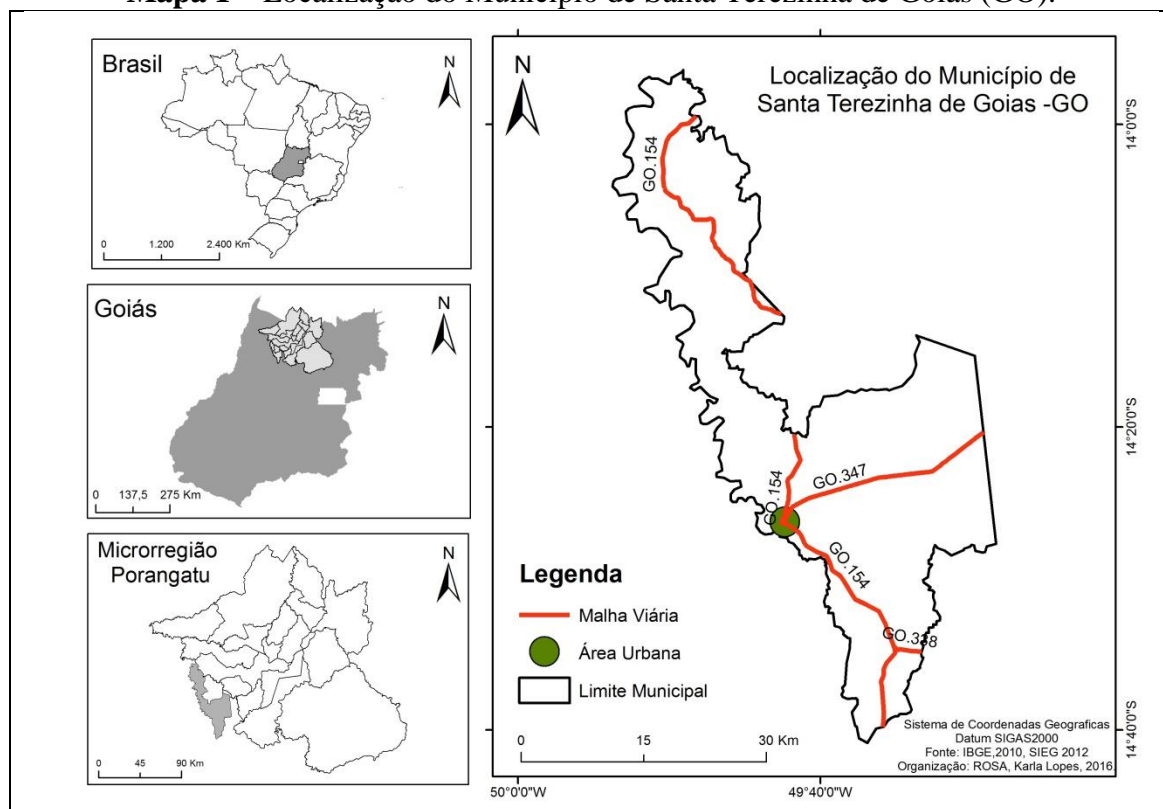 Mapa 1 – Localização do Município de Santa Terezinha de Goiás (GO).
Brasil
N
0 1.200 2.400 Km
Goiás
N
0 137,5 275 Km
Microrregião
Porangatu
N
0 45 90 Km
N
Localização do Município de
Santa Terezinha de Goias -GO
GO.154
GO.154
GO.347
GO.154
GO.338
Legenda
Malha Viária
Área Urbana
Limite Municipal
0 15 30 Km
Sistema de Coordenadas Geograficas
Datum SIGAS2000
Fonte: IBGE,2010, SIEG 2012
Organização: ROSA, Karla Lopes, 2016
14°0'0"S
14°20'0"S
14°40'0"S
50°0'0"W
49°40'0"W